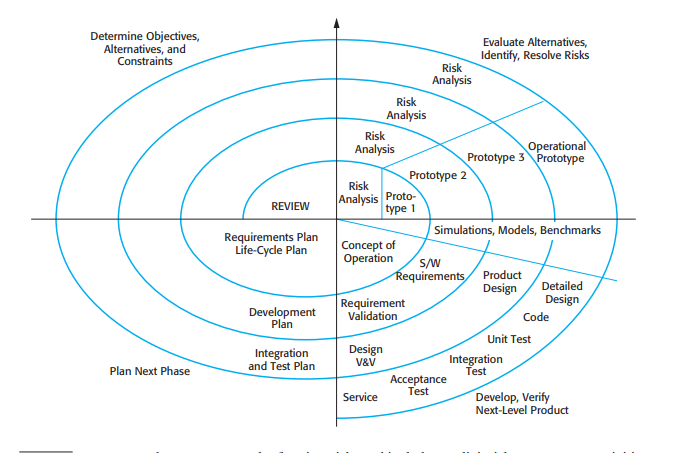 Determine Objectives,
Alternatives, and
Constraints
Evaluate Alternatives,
Identify, Resolve Risks
Risk
Analysis
Risk
Analysis
Risk
Analysis
Risk
Analysis
Proto-
type 1
Prototype 2
Prototype 3
Operational
Prototype
REVIEW
Simulations, Models, Benchmarks
Requirements Plan
Life-Cycle Plan
Concept of
Operation
S/W
Requirements
Product
Design
Detailed
Design
Development
Plan
Requirement
Validation
Code
Unit Test
Integration
and Test Plan
Design
V&V
Integration
Test
Plan Next Phase
Acceptance
Test
Service
Develop, Verify
Next-Level Product